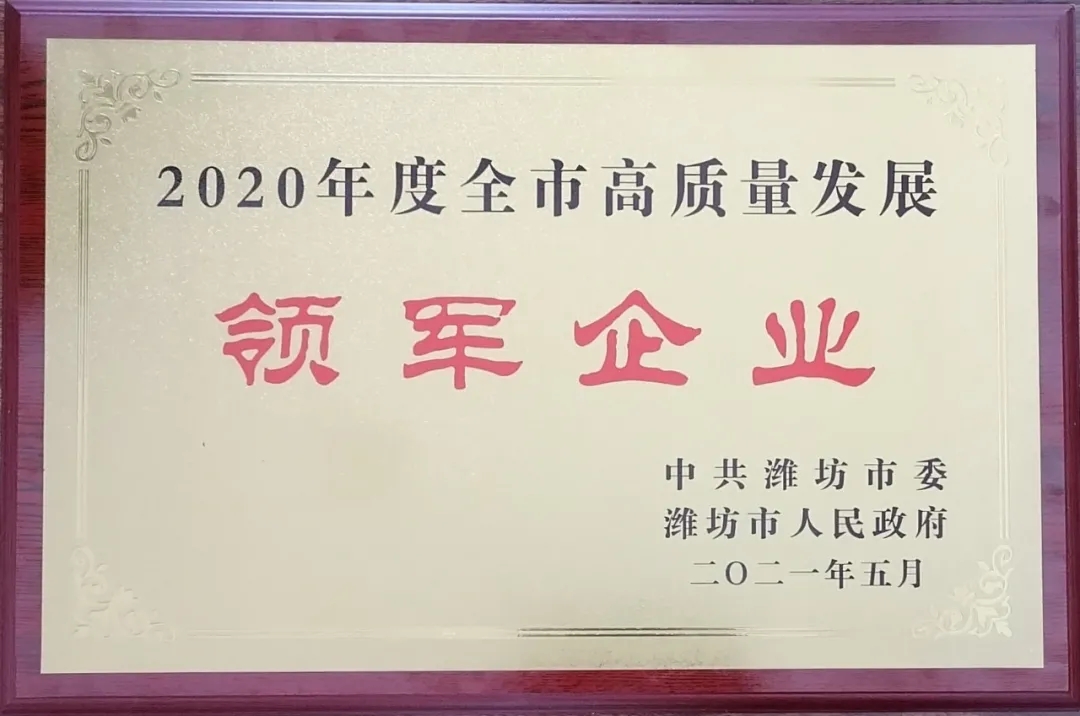 2020年度全市高质量发展
领军企业
中共潍坊市委
潍坊市人民政府
二〇二一年五月